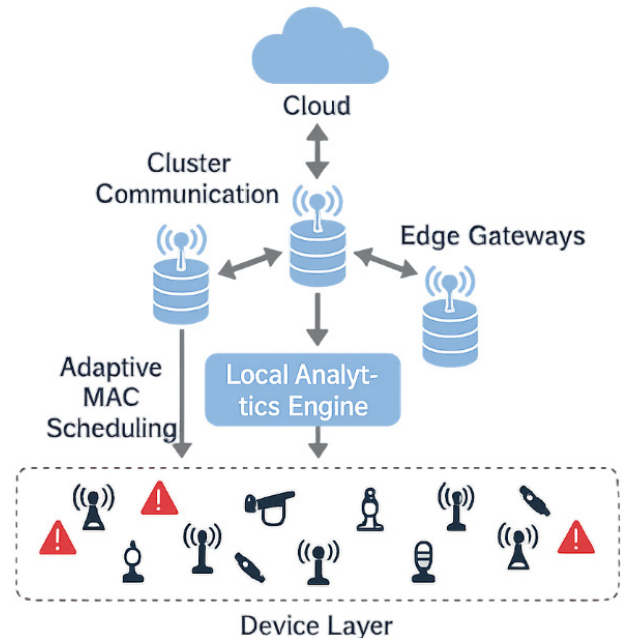 Cloud
Cluster
Communication
Edge Gateways
Adaptive
MAC
Scheduling
Local Analyt-
tics Engine
Device Layer